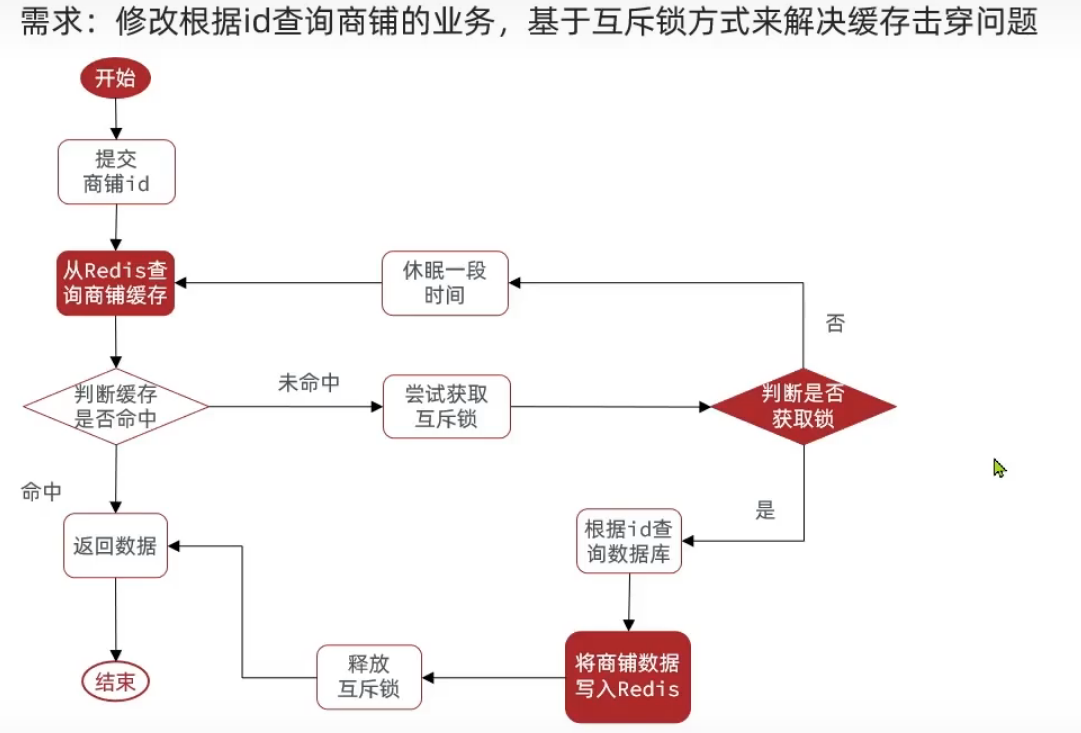 需求：修改根据id查询商铺的业务，基于互斥锁方式来解决缓存击穿问题
开始
提交
商铺id
从Redis查
询商铺缓存
休眠一段
时间
否
判断缓存
是否命中
未命中
尝试获取
互斥锁
判断是否
获取锁
命中
是
返回数据
根据id查
询数据库
结束
释放
互斥锁
将商铺数据
写入Redis